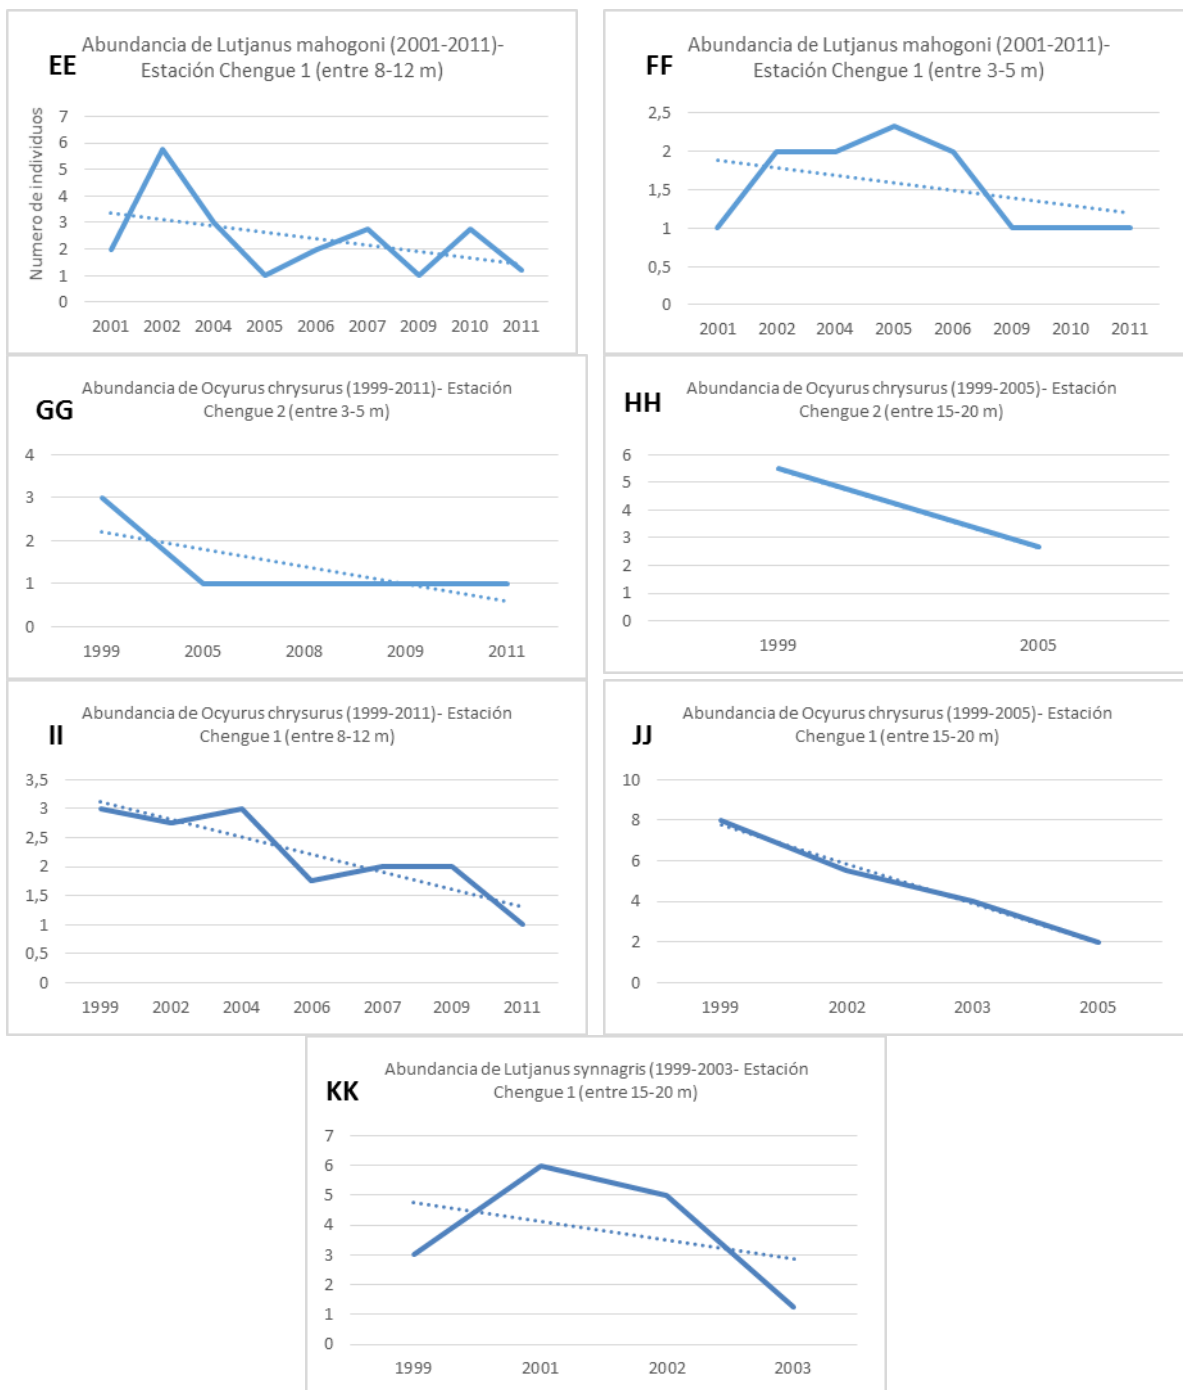 EE
Abundancia de Lutjanus mahogoni (2001-2011)-
Estación Chengue 1 (entre 8-12 m)
Numero de individuos
7
6
5
4
3
2
1
0
2001 2002 2004 2005 2006 2007 2009 2010 2011
FF
Abundancia de Lutjanus mahogoni (2001-2011)-
Estación Chengue 1 (entre 3-5 m)
2,5
2
1,5
1
0,5
0
2001 2002 2004 2005 2006 2009 2010 2011
GG
Abundancia de Ocyurus chrysurus (1999-2011)- Estación
Chengue 2 (entre 3-5 m)
4
3
2
1
0
1999 2005 2008 2009 2011
HH
Abundancia de Ocyurus chrysurus (1999-2005)- Estación
Chengue 2 (entre 15-20 m)
6
5
4
3
2
1
0
1999 2005
II
Abundancia de Ocyurus chrysurus (1999-2011)- Estación
Chengue 1 (entre 8-12 m)
3,5
3
2,5
2
1,5
1
0,5
0
1999 2002 2004 2006 2007 2009 2011
JJ
Abundancia de Ocyurus chrysurus (1999-2005)- Estación
Chengue 1 (entre 15-20 m)
10
8
6
4
2
0
1999 2002 2003 2005
KK
Abundancia de Lutjanus synnagris (1999-2003- Estación
Chengue 1 (entre 15-20 m)
7
6
5
4
3
2
1
0
1999 2001 2002 2003